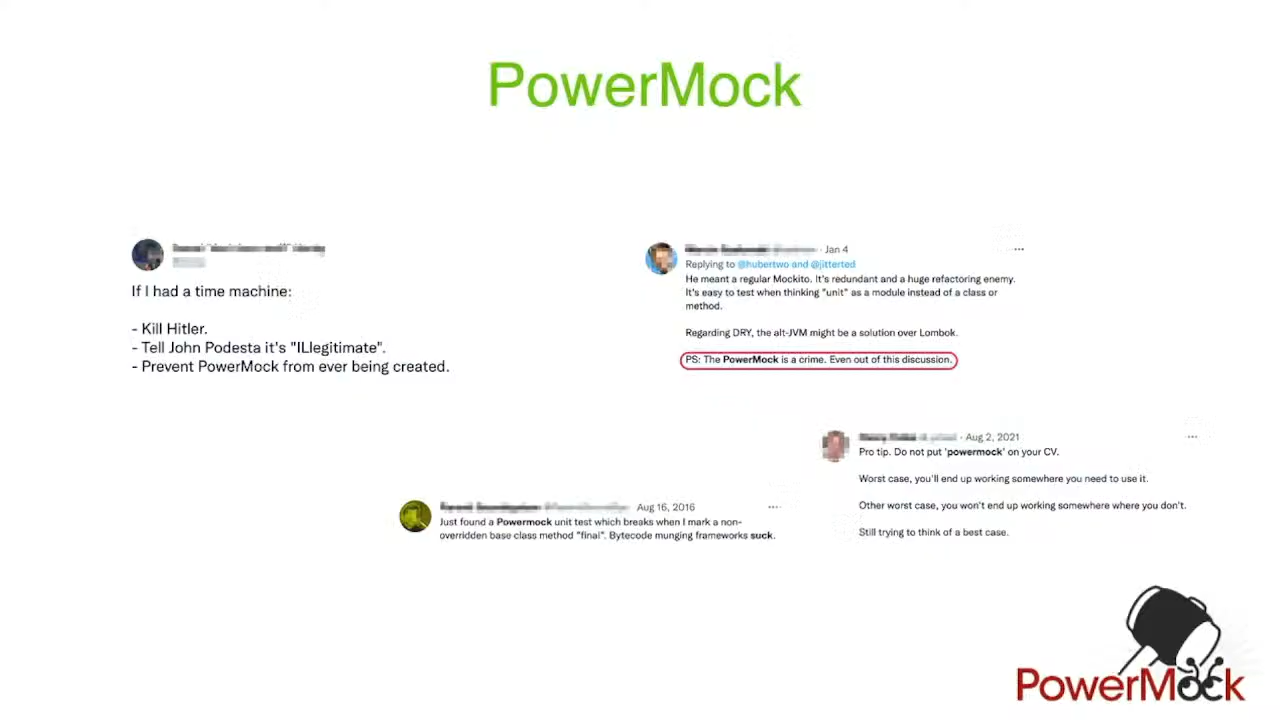 PowerMock
If I had a time machine:
- Kill Hitler.
- Tell John Podesta it's "ILlegitimate".
- Prevent PowerMock from ever being created.
· Jan 4
Replying to @hubertwo and @jitterted
He meant a regular Mockito. It's redundant and a huge refactoring enemy.
It's easy to test when thinking "unit" as a module instead of a class or
method.
Regarding DRY, the alt-JVM might be a solution over Lombok.
PS: The PowerMock is a crime. Even out of this discussion.
· Aug 2, 2021
Pro tip. Do not put 'powermock' on your CV.
Worst case, you'll end up working somewhere you need to use it.
Other worst case, you won't end up working somewhere where you don't.
Still trying to think of a best case.
Aug 16, 2016
Just found a Powermock unit test which breaks when I mark a non-
overridden base class method "final". Bytecode munging frameworks suck.
PowerMock